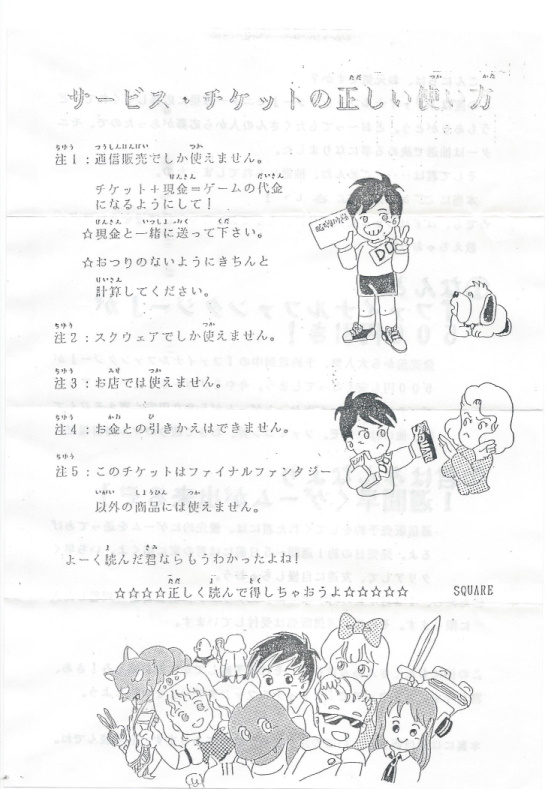 サービス・チケットの正しい使い方
注1：通信販売でしか使えません。
チケット＋現金＝ゲームの代金
になるようにして！
☆現金と一緒に送って下さい。
☆おつりのないようにきちんと
計算してください。
注2：スクウェアでしか使えません。
注3：お店では使えません。
注4：お金との引きかえはできません。
注5：このチケットはファイナルファンタジー
以外の商品には使えません。
よーく読んだ君ならもうわかったよね！
☆☆☆☆正しく読んで得しちゃおうよ☆☆☆☆☆ SQUARE